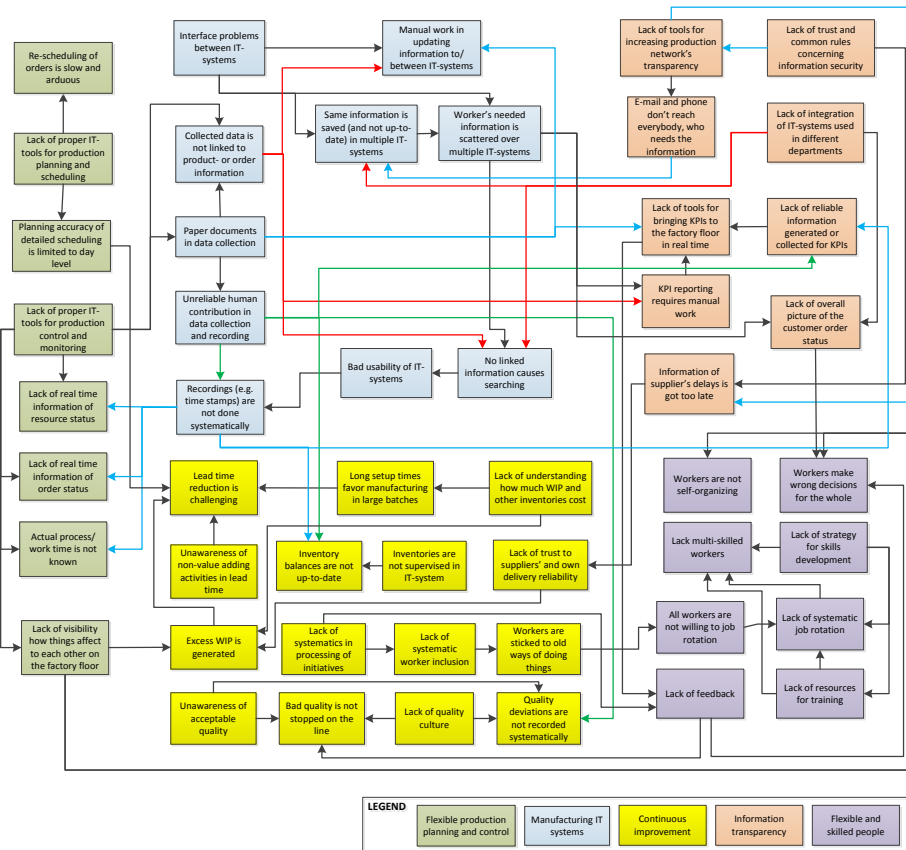 Re-scheduling of
orders is slow and
arduous
Lack of proper IT-
tools for production
planning and
scheduling
Planning accuracy of
detailed scheduling
is limited to day
level
Lack of proper IT-
tools for production
control and
monitoring
Lack of real time
information of
resource status
Lack of real time
information of
order status
Actual process/
work time is not
known
Lack of visibility
how things affect
to each other on
the factory floor
Interface problems
between IT-
systems
Manual work in
updating
information to/
between IT-systems
Collected data is
not linked to
product- or order
information
Same information is
saved (and not up-to-
date) in multiple IT-
systems
Worker's needed
information is
scattered over
multiple IT-systems
Paper documents
in data collection
Unreliable human
contribution in
data collection
and recording
Recordings (e.g.
time stamps) are
not done
systematically
Bad usability of IT-
systems
No linked
information causes
searching
Lack of tools for
increasing production
network's
transparency
Lack of trust and
common rules
concerning
information security
E-mail and phone
don't reach
everybody, who
needs the
information
Lack of integration
of IT-systems used
in different
departments
Lack of tools for
bringing KPIs to
the factory floor
in real time
Lack of reliable
information
generated or
collected for KPIs
KPI reporting
requires manual
work
Lack of overall
picture of the
customer order
status
Information of
supplier's delays is
got too late
Lead time
reduction is
challenging
Long setup times
favor manufacturing
in large batches
Lack of understanding
how much WIP and
other inventories cost
Unawareness of
non-value adding
activities in lead
time
Inventory
balances are not
up-to-date
Inventories are
not supervised in
IT-system
Lack of trust to
suppliers' and own
delivery reliability
Excess WIP is
generated
Lack of
systematics in
processing of
initiatives
Lack of
systematic
worker inclusion
Workers are
sticked to old
ways of doing
things
Unawareness of
acceptable
quality
Bad quality is not
stopped on the
line
Lack of quality
culture
Quality
deviations are
not recorded
systematically
Workers are not
self-organizing
Workers make
wrong decisions
for the whole
Lack multi-skilled
workers
Lack of strategy
for skills
development
All workers are
not willing to job
rotation
Lack of systematic
job rotation
Lack of feedback
Lack of resources
for training
LEGEND
Flexible production
planning and control
Manufacturing IT
systems
Continuous
improvement
Information
transparency
Flexible and
skilled people